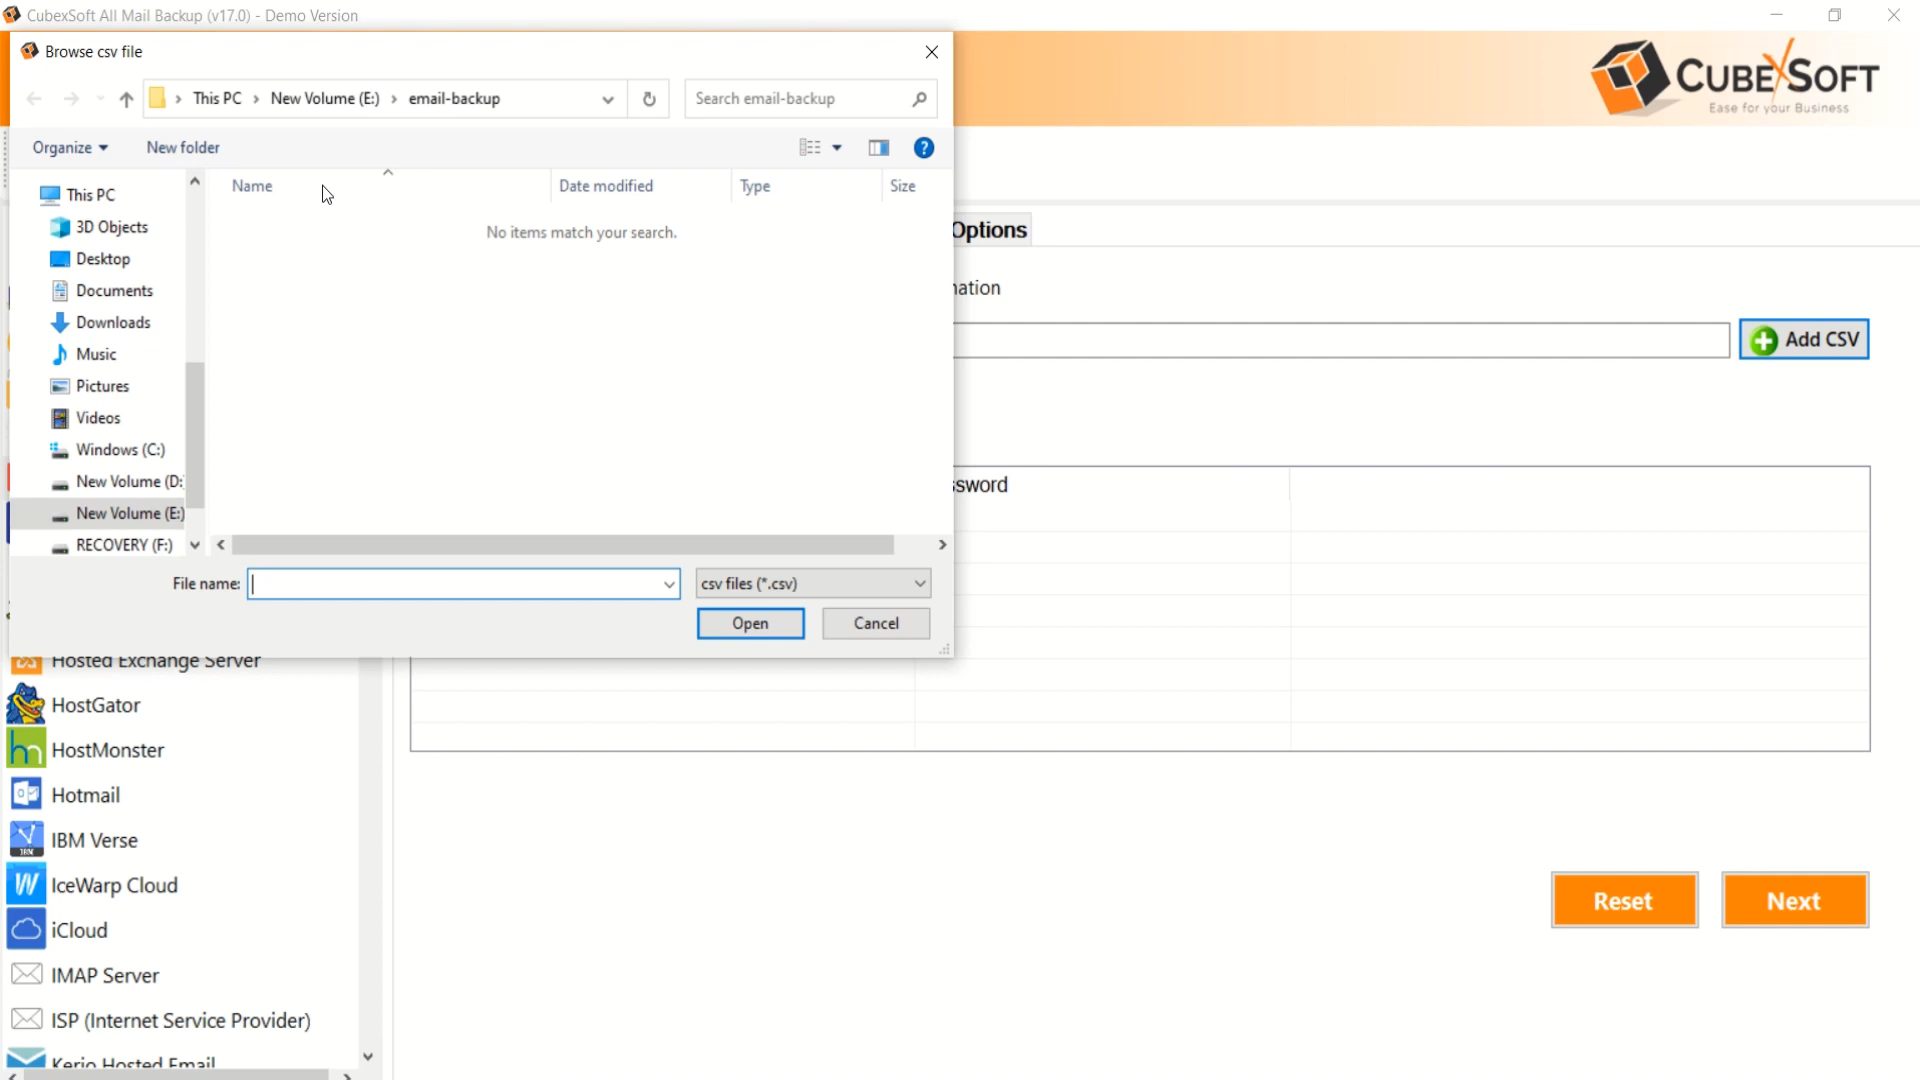 CubexSoft All Mail Backup (v17.0) - Demo Version
Browse csv file
This PC > New Volume (E:) > email-backup
Search email-backup
CUBEXSOFT
Ease for your Business
Organize
New folder
Name
Date modified
Type
Size
No items match your search.
This PC
3D Objects
Desktop
Documents
Downloads
Music
Pictures
Videos
Windows (C:)
New Volume (D:
New Volume (E:)
RECOVERY (F:)
File name:
csv files (*.csv)
Open
Cancel
Options
nation
Add CSV
ssword
Hosted Exchange Server
HostGator
HostMonster
Hotmail
IBM Verse
IceWarp Cloud
iCloud
IMAP Server
ISP (Internet Service Provider)
Kerio Hosted Email
Reset
Next